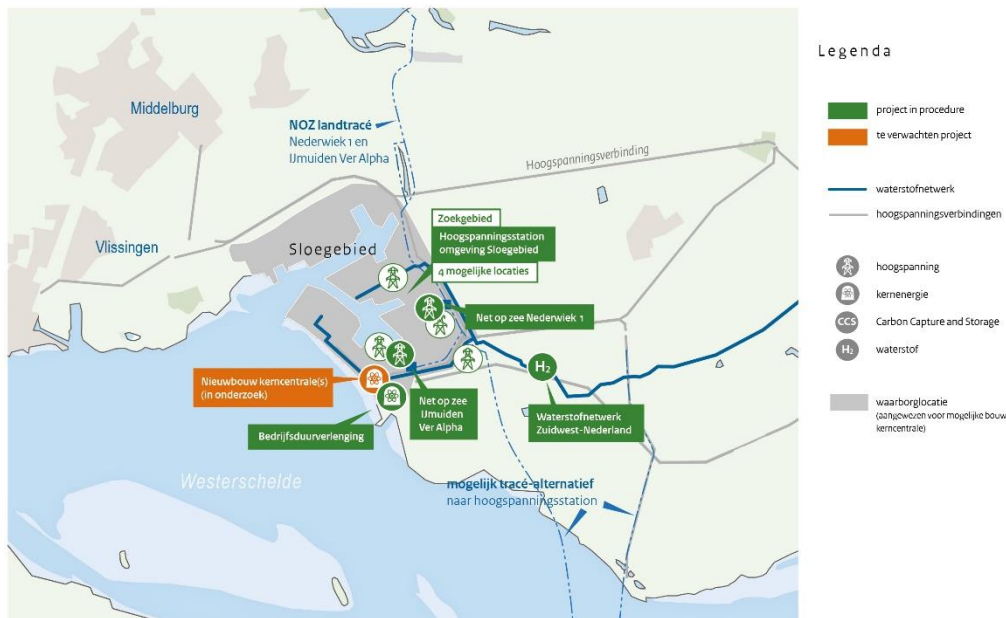 Legenda
project in procedure
te verwachten project
waterstofnetwerk
hoogspanningsverbindingen
hoogspanning
kernenergie
CCS Carbon Capture and Storage
H₂ waterstof
waarborglocatie
(aangewezen voor mogelijke bouw
kerncentrale)
Middelburg
NOZ landtracé
Nederwiek 1 en
IJmuiden Ver Alpha
Hoogspanningsverbinding
Vlissingen
Sloegebied
Zoekgebied
Hoogspanningsstation
omgeving Sloegebied
4 mogelijke locaties
Net op zee Nederwiek 1
Nieuwbouw kerncentrale(s)
(in onderzoek)
Net op zee
IJmuiden
Ver Alpha
H₂
Waterstofnetwerk
Zuidwest-Nederland
Bedrijfsduurverlenging
Westerschelde
mogelijk tracé-alternatief
naar hoogspanningsstation